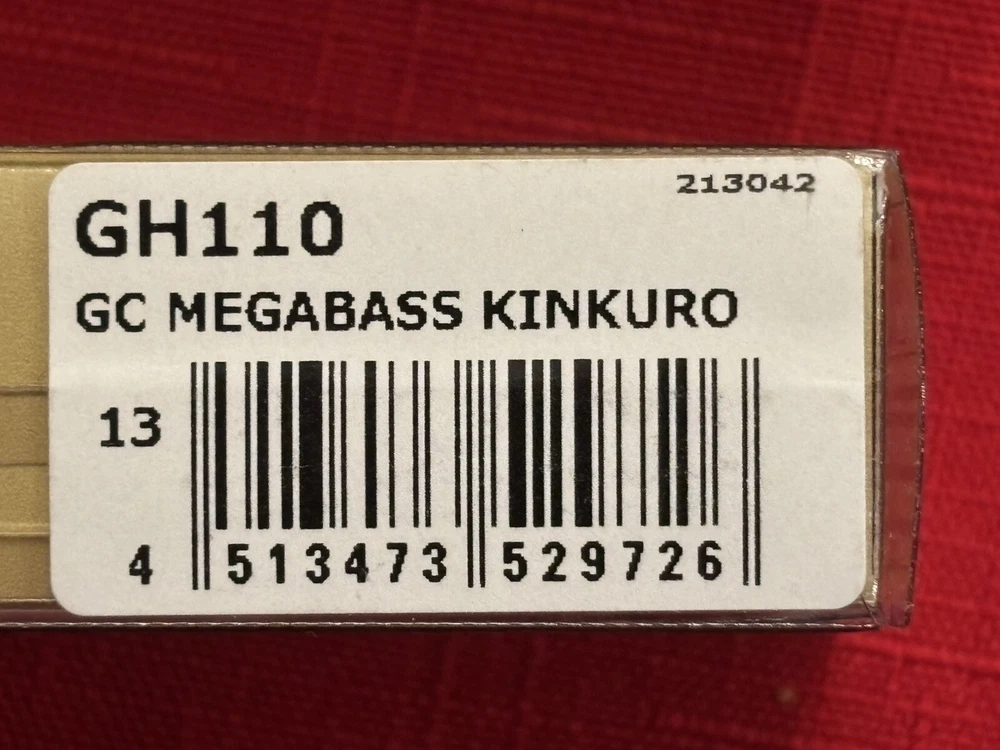 213042
GH110
GC MEGABASS KINKURO
13
4 513473 529726